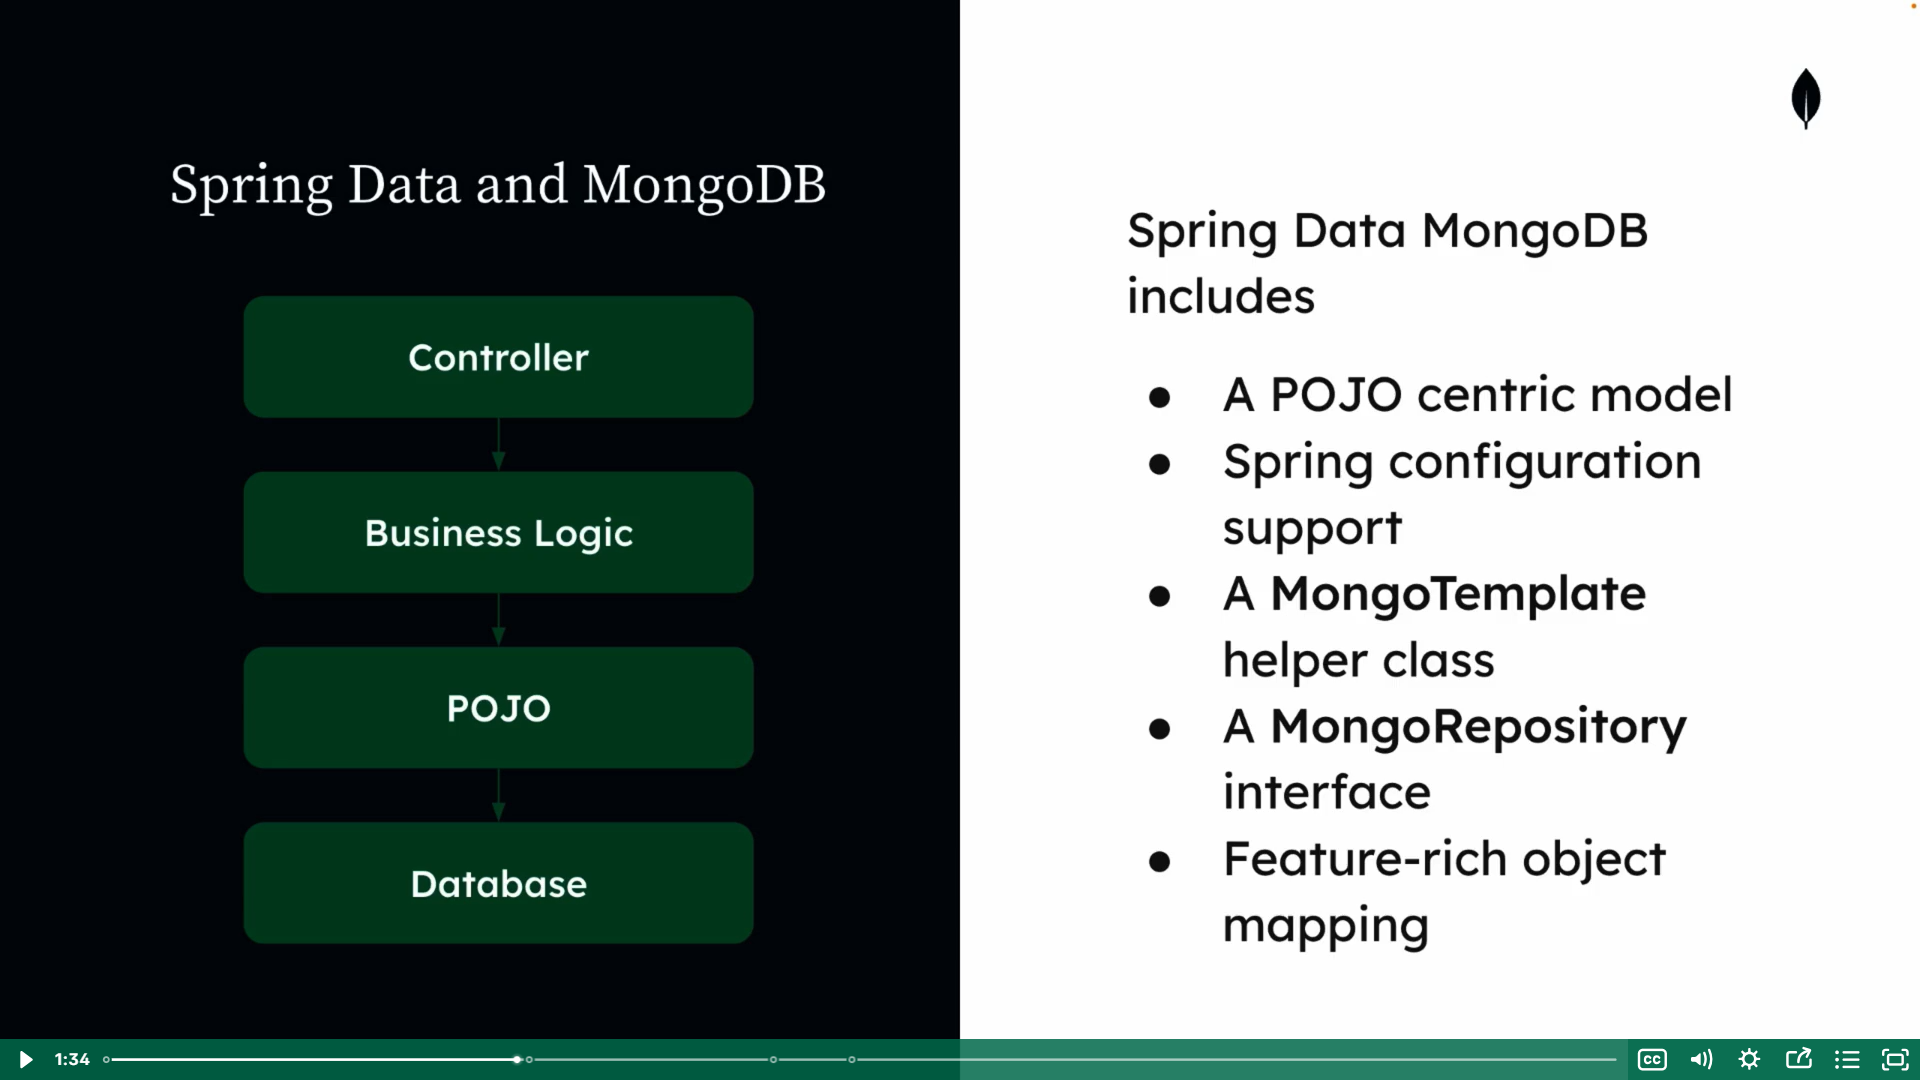 Spring Data and MongoDB
Controller
Business Logic
POJO
Database
Spring Data MongoDB
includes
● A POJO centric model
● Spring configuration
support
● A MongoTemplate
helper class
● A MongoRepository
interface
● Feature-rich object
mapping
1:34
CC